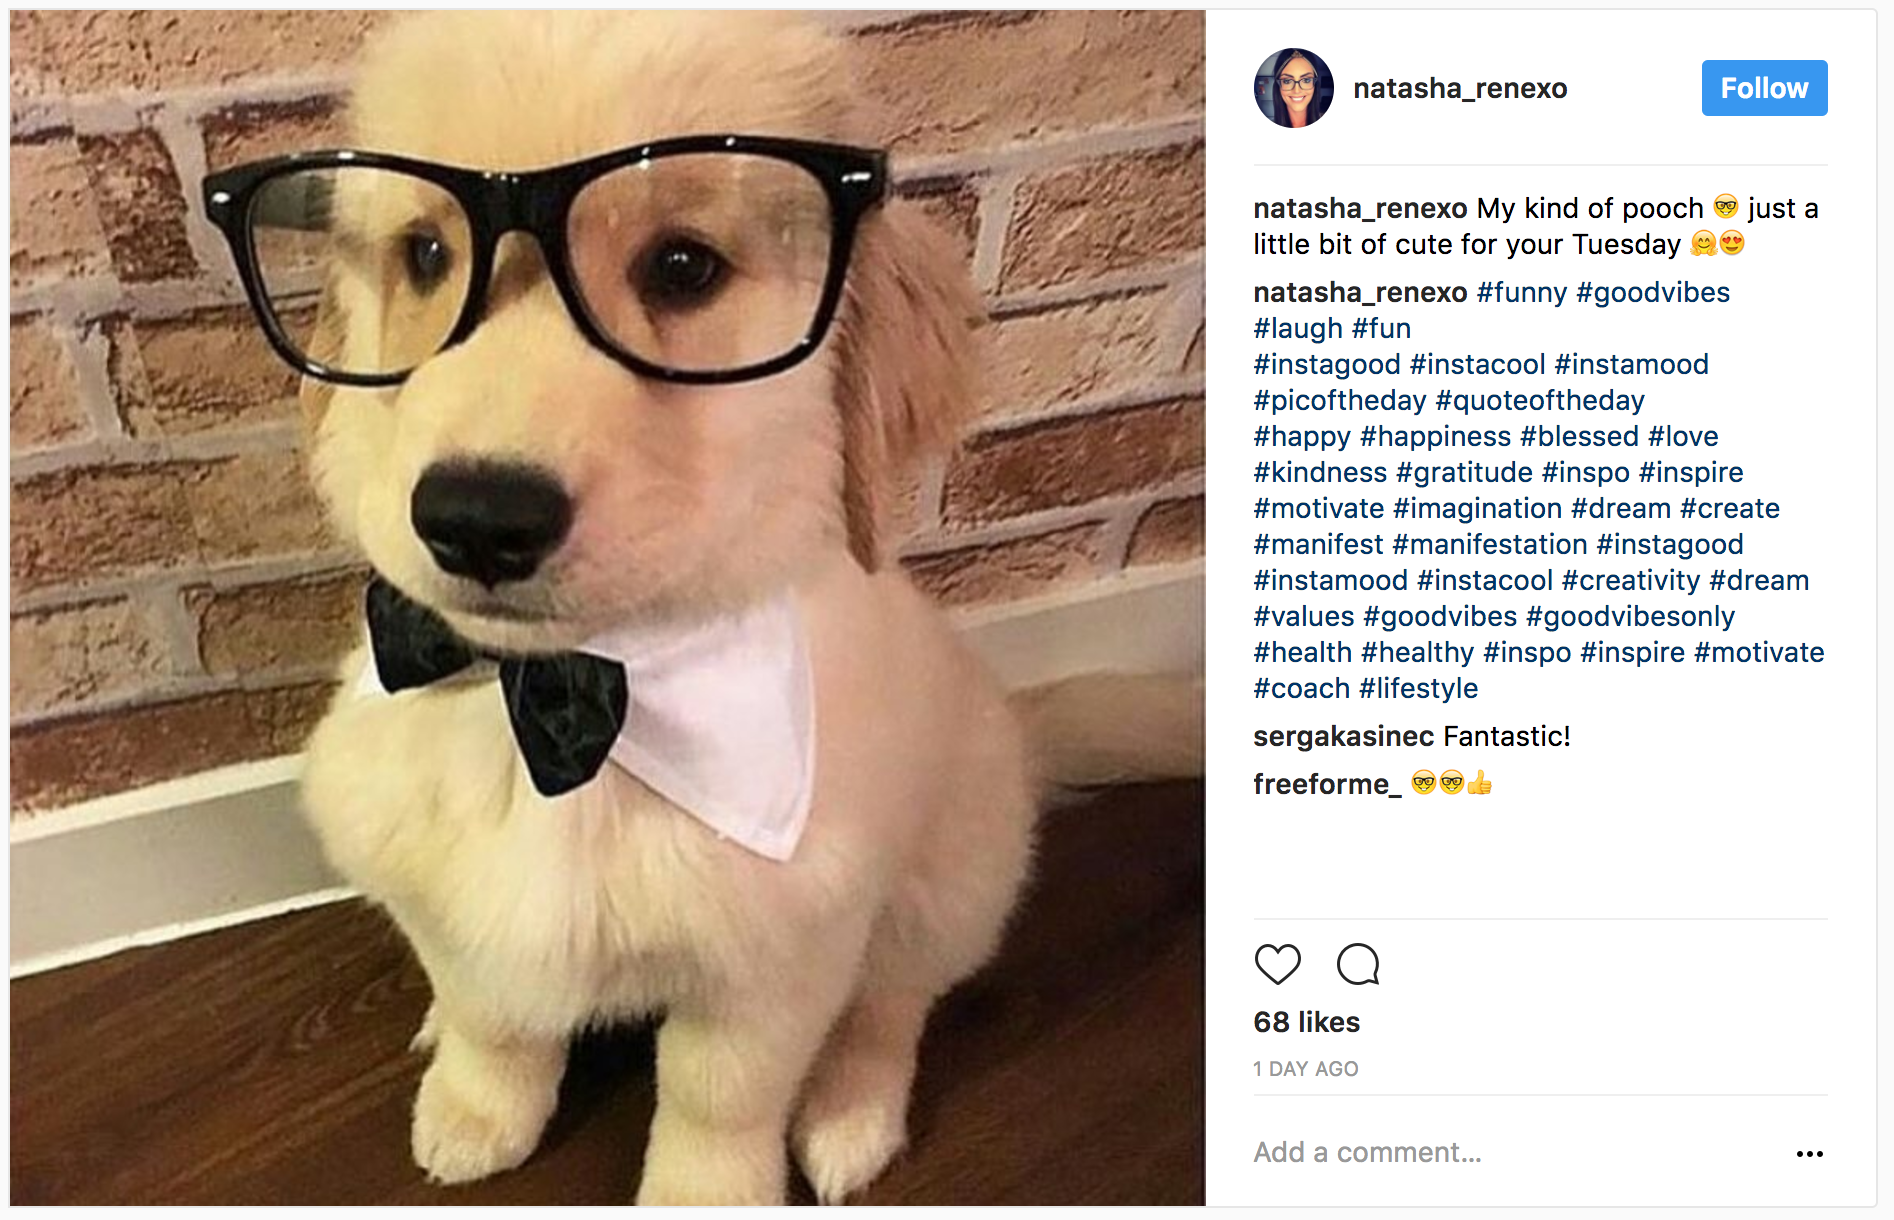 natasha_renexo
Follow
natasha_renexo My kind of pooch 🤓 just a
little bit of cute for your Tuesday 🤗😍
natasha_renexo #funny #goodvibes
#laugh #fun
#instagood #instacool #instamood
#picoftheday #quoteoftheday
#happy #happiness #blessed #love
#kindness #gratitude #inspo #inspire
#motivate #imagination #dream #create
#manifest #manifestation #instagood
#instamood #instacool #creativity #dream
#values #goodvibes #goodvibesonly
#health #healthy #inspo #inspire #motivate
#coach #lifestyle
sergakasinec Fantastic!
freeforme_ 🤓🤓👍
68 likes
1 DAY AGO
Add a comment...